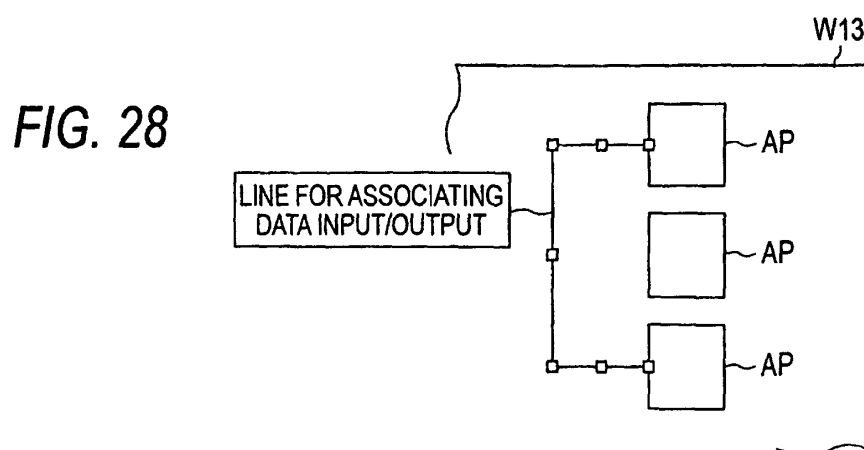 W13
FIG. 28
AP
LINE FOR ASSOCIATING
DATA INPUT/OUTPUT
AP
AP